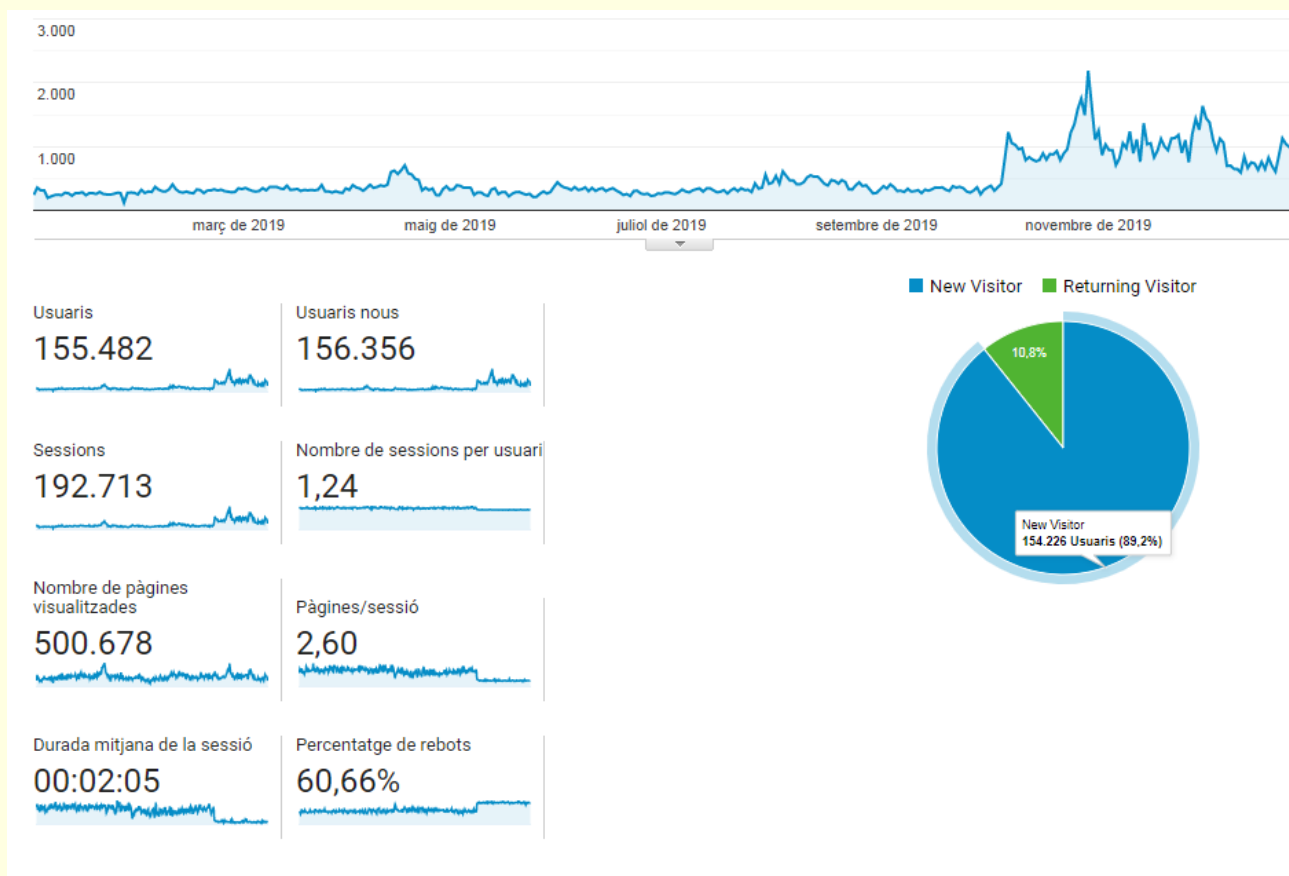 3.000
2.000
1.000
març de 2019
maig de 2019
juliol de 2019
setembre de 2019
novembre de 2019
New Visitor
Returning Visitor
Usuaris
155.482
Usuaris nous
156.356
10,8%
Sessions
192.713
Nombre de sessions per usuari
1,24
New Visitor
154.226 Usuaris (89,2%)
Nombre de pàgines
visualitzades
500.678
Pàgines/sessió
2,60
Durada mitjana de la sessió
00:02:05
Percentatge de rebots
60,66%